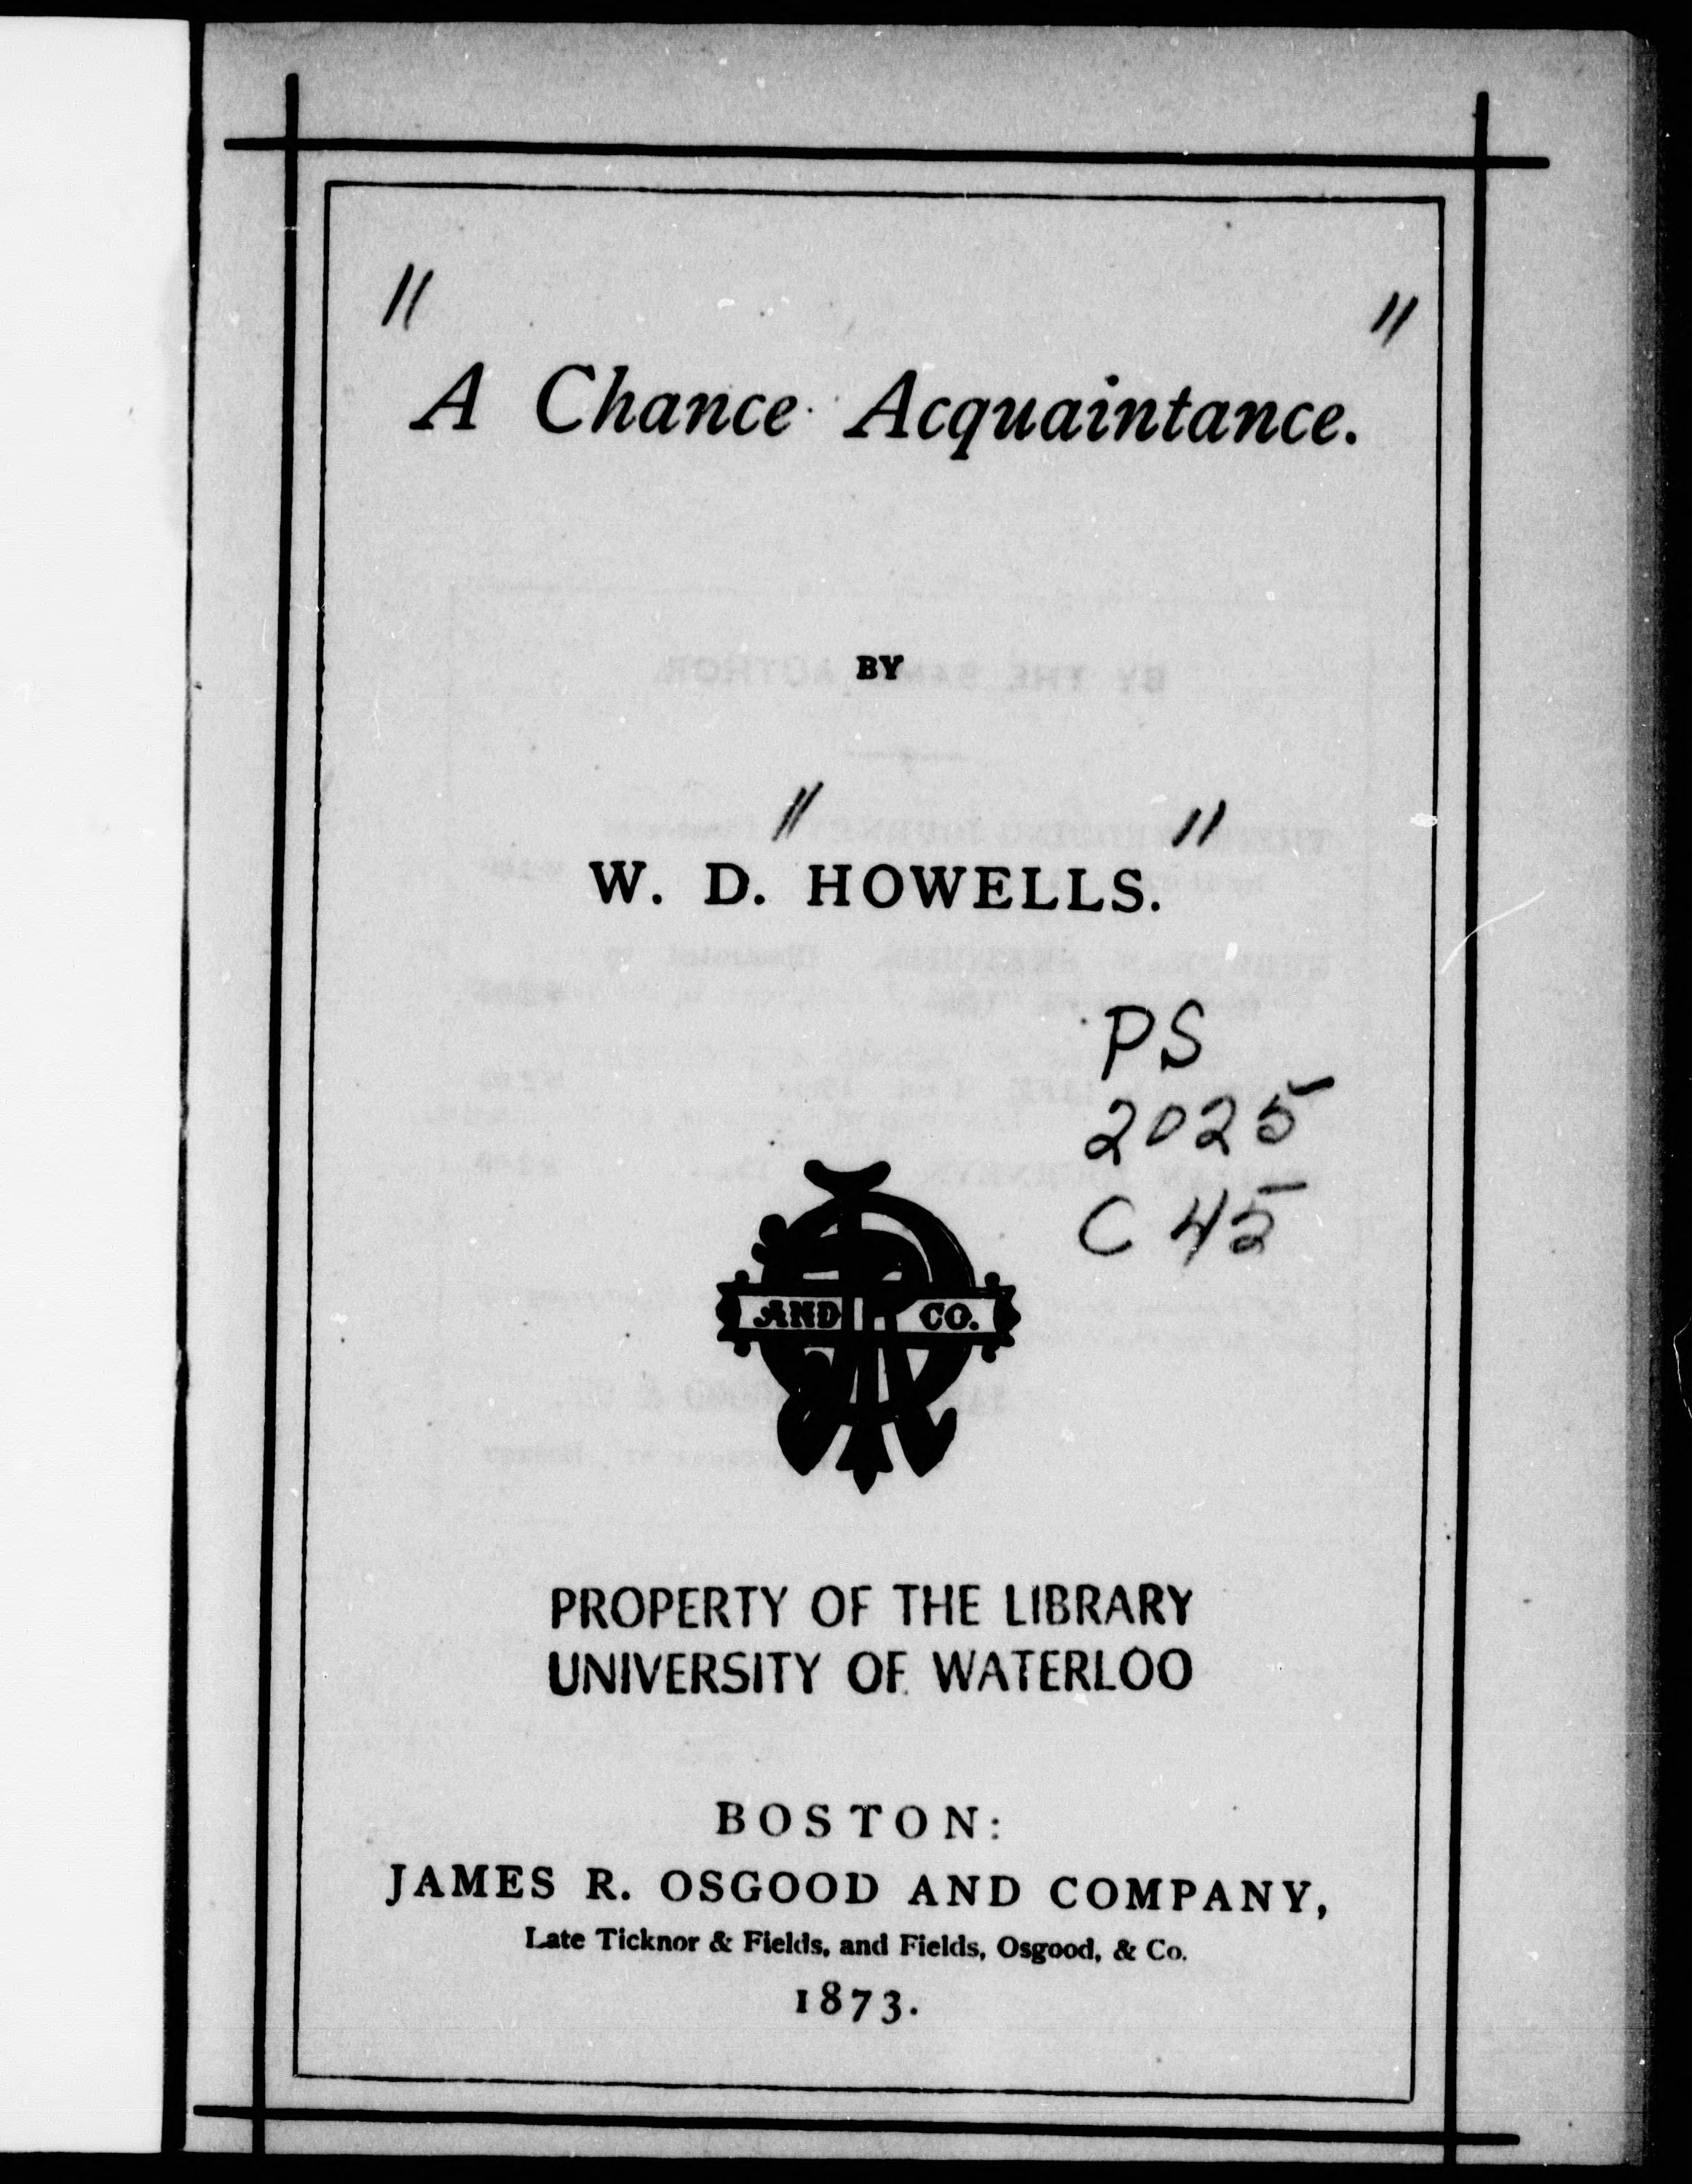 " "
A Chance Acquaintance.
BY
" "
W. D. HOWELLS.
PS
2025
C45
AND CO.
PROPERTY OF THE LIBRARY
UNIVERSITY OF WATERLOO
BOSTON:
JAMES R. OSGOOD AND COMPANY,
Late Ticknor & Fields, and Fields, Osgood, & Co.
1873.